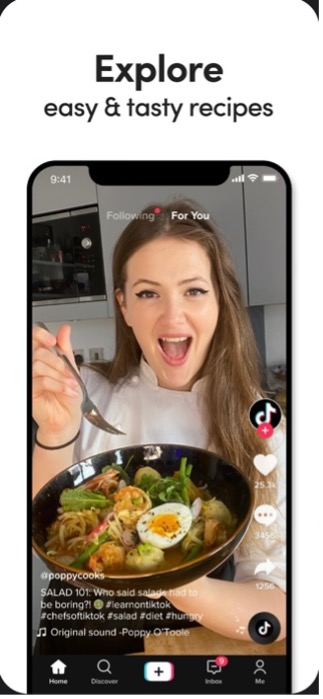 Explore
easy & tasty recipes
9:41
Following For You
25.3k
3456
1256
@poppycooks
SALAD 101: Who said salads had to
be boring?! #learnontiktok
#chefsoftiktok #salad #diet #hungry
Original sound -Poppy O'Toole
Home Discover Inbox Me